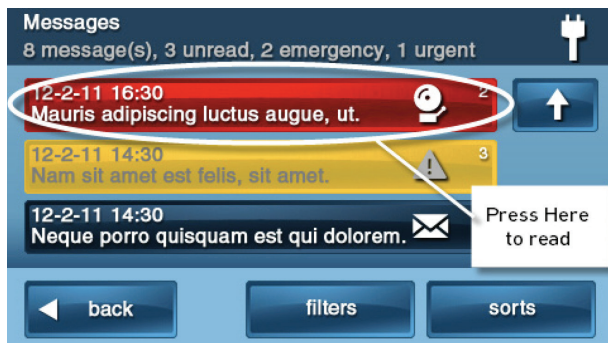 Messages
8 message(s), 3 unread, 2 emergency, 1 urgent
12-2-11 16:30
2
Mauris adipiscing luctus augue, ut.
12-2-11 14:30
3
Nam sit amet est felis, sit amet.
12-2-11 14:30
Neque porro quisquam est qui dolorem.
Press Here
to read
back
filters
sorts